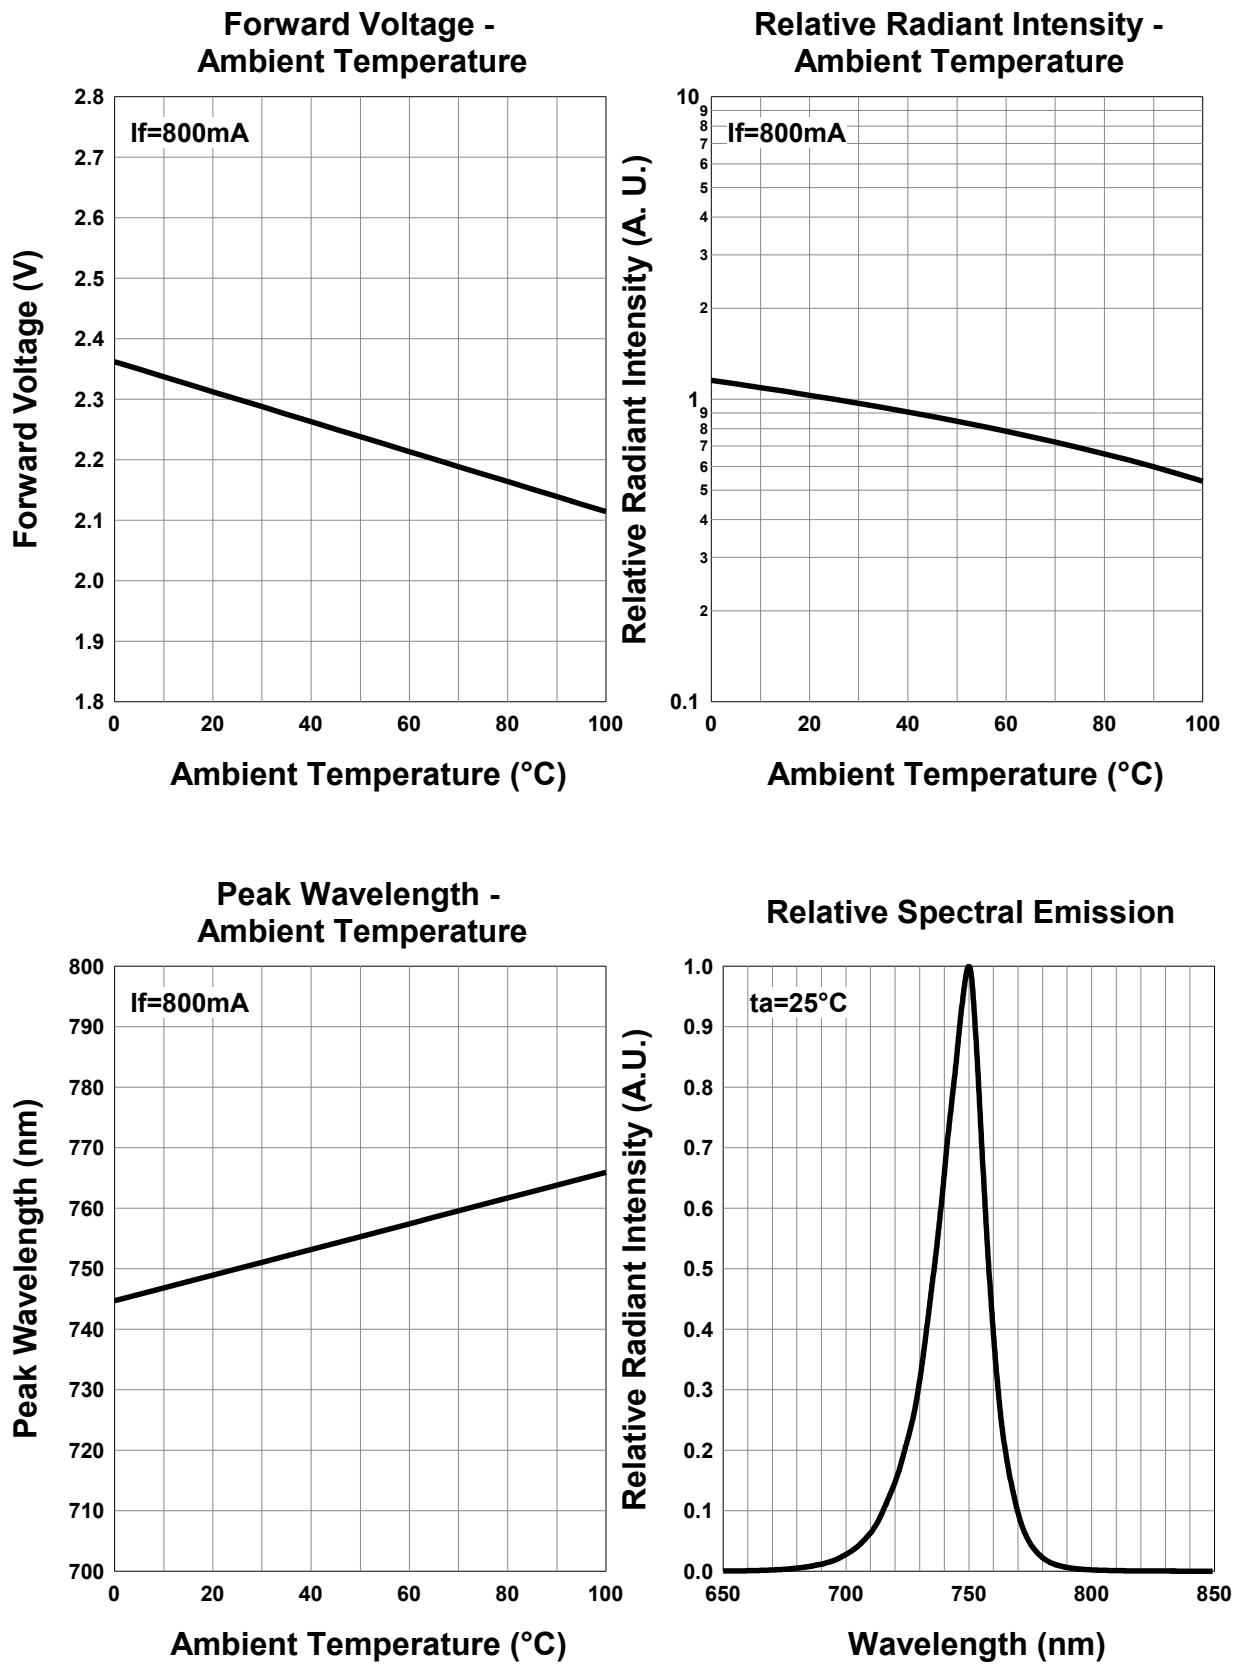 Forward Voltage -
Ambient Temperature
If=800mA
Forward Voltage (V)
2.8
2.7
2.6
2.5
2.4
2.3
2.2
2.1
2.0
1.9
1.8
0 20 40 60 80 100
Ambient Temperature (°C)
Relative Radiant Intensity -
Ambient Temperature
If=800mA
Relative Radiant Intensity (A. U.)
10
9
8
7
6
5
4
3
2
1
9
8
7
6
5
4
3
2
0.1
0 20 40 60 80 100
Ambient Temperature (°C)
Peak Wavelength -
Ambient Temperature
If=800mA
Peak Wavelength (nm)
800
790
780
770
760
750
740
730
720
710
700
0 20 40 60 80 100
Ambient Temperature (°C)
Relative Spectral Emission
ta=25°C
Relative Radiant Intensity (A.U.)
1.0
0.9
0.8
0.7
0.6
0.5
0.4
0.3
0.2
0.1
0.0
650 700 750 800 850
Wavelength (nm)